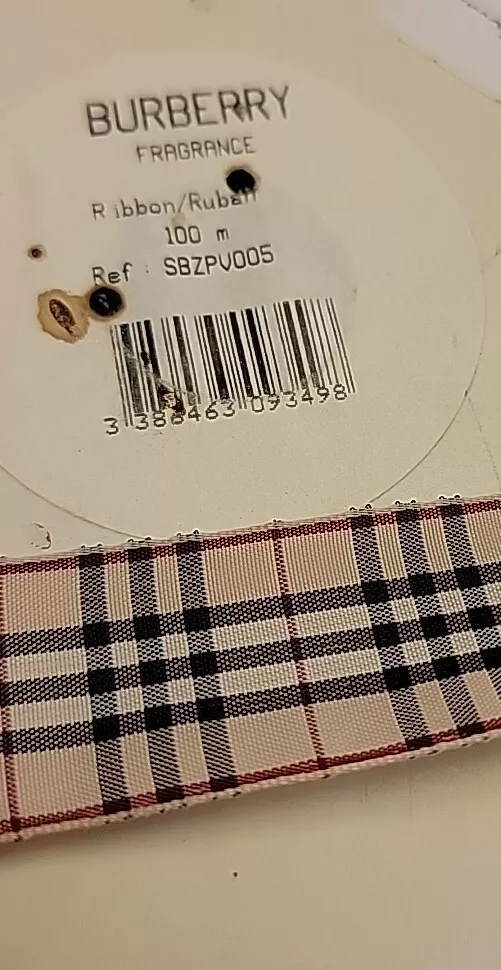 BURBERRY
FRAGRANCE
Ribbon/Ruban
100 m
Ref : SBZPV005
3 386463 093498